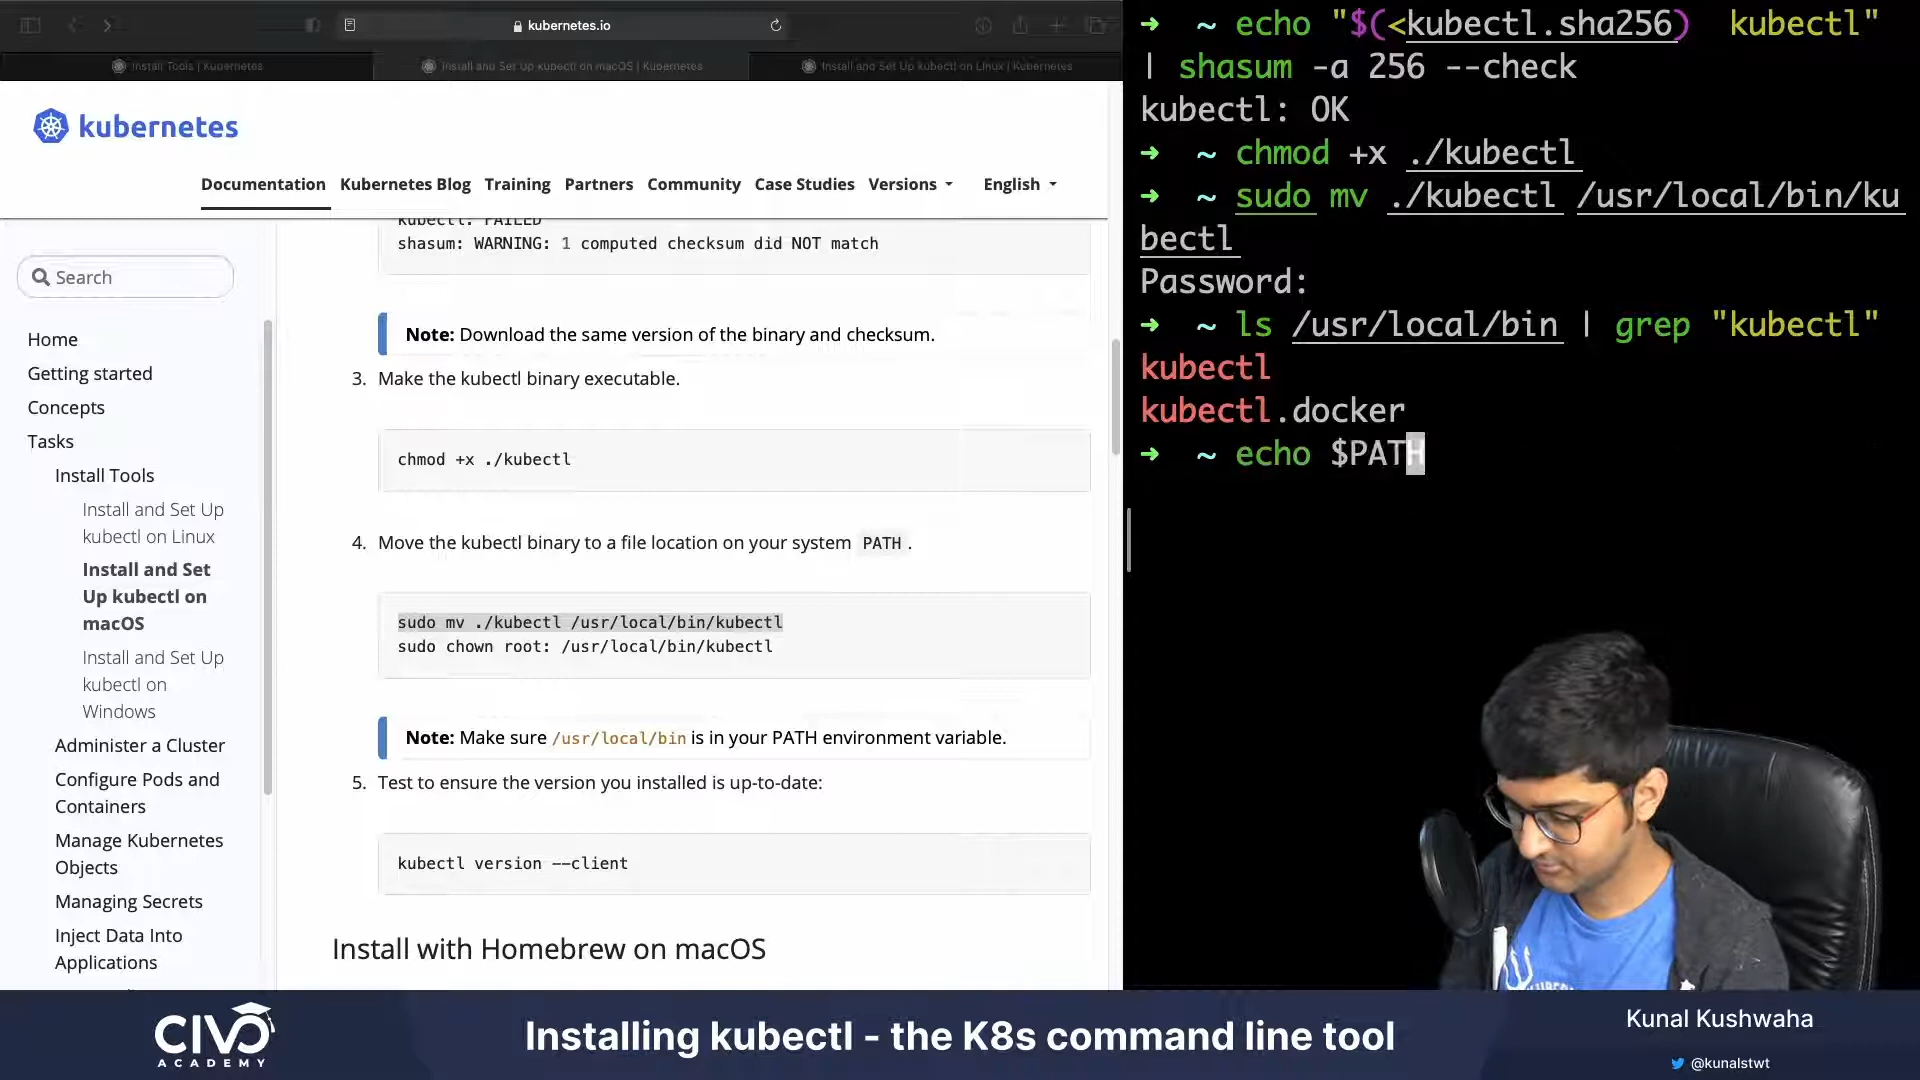 kubernetes.io
Install Tools | Kubernetes
Install and Set Up kubectl on macOS | Kubernetes
Install and Set Up kubectl on Linux | Kubernetes
kubernetes
Documentation
Kubernetes Blog
Training
Partners
Community
Case Studies
Versions
English
Search
Home
Getting started
Concepts
Tasks
Install Tools
Install and Set Up
kubectl on Linux
Install and Set
Up kubectl on
macOS
Install and Set Up
kubectl on
Windows
Administer a Cluster
Configure Pods and
Containers
Manage Kubernetes
Objects
Managing Secrets
Inject Data Into
Applications
kubectl: FAILED
shasum: WARNING: 1 computed checksum did NOT match
Note: Download the same version of the binary and checksum.
3. Make the kubectl binary executable.
chmod +x ./kubectl
4. Move the kubectl binary to a file location on your system PATH .
sudo mv ./kubectl /usr/local/bin/kubectl
sudo chown root: /usr/local/bin/kubectl
Note: Make sure /usr/local/bin is in your PATH environment variable.
5. Test to ensure the version you installed is up-to-date:
kubectl version --client
Install with Homebrew on macOS
➜ ~ echo "$(<kubectl.sha256) kubectl"
| shasum -a 256 --check
kubectl: OK
➜ ~ chmod +x ./kubectl
➜ ~ sudo mv ./kubectl /usr/local/bin/ku
bectl
Password:
➜ ~ ls /usr/local/bin | grep "kubectl"
kubectl
kubectl.docker
➜ ~ echo $PATH
CIVO
ACADEMY
Installing kubectl - the K8s command line tool
Kunal Kushwaha
@kunalstwt